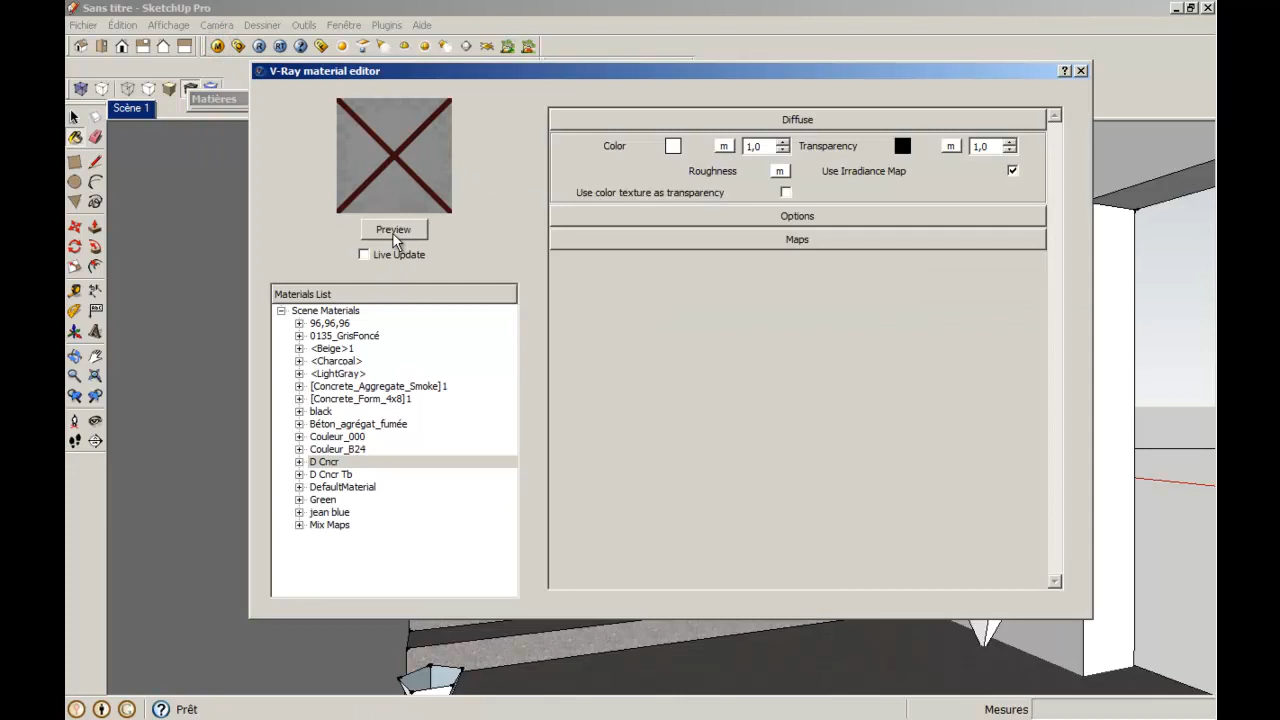 Sans titre - SketchUp Pro
Fichier Édition Affichage Caméra Dessiner Outils Fenêtre Plugins Aide
M R RT ?
Matières
Scène 1
V-Ray material editor
Preview
Live Update
Materials List
Scene Materials
96,96,96
0135_GrisFoncé
<Beige>1
<Charcoal>
<LightGray>
[Concrete_Aggregate_Smoke]1
[Concrete_Form_4x8]1
black
Béton_agrégat_fumée
Couleur_000
Couleur_B24
D Cncr
D Cncr Tb
DefaultMaterial
Green
jean blue
Mix Maps
Diffuse
Color m 1,0 Transparency m 1,0
Roughness m Use Irradiance Map
Use color texture as transparency
Options
Maps
Prêt
Mesures